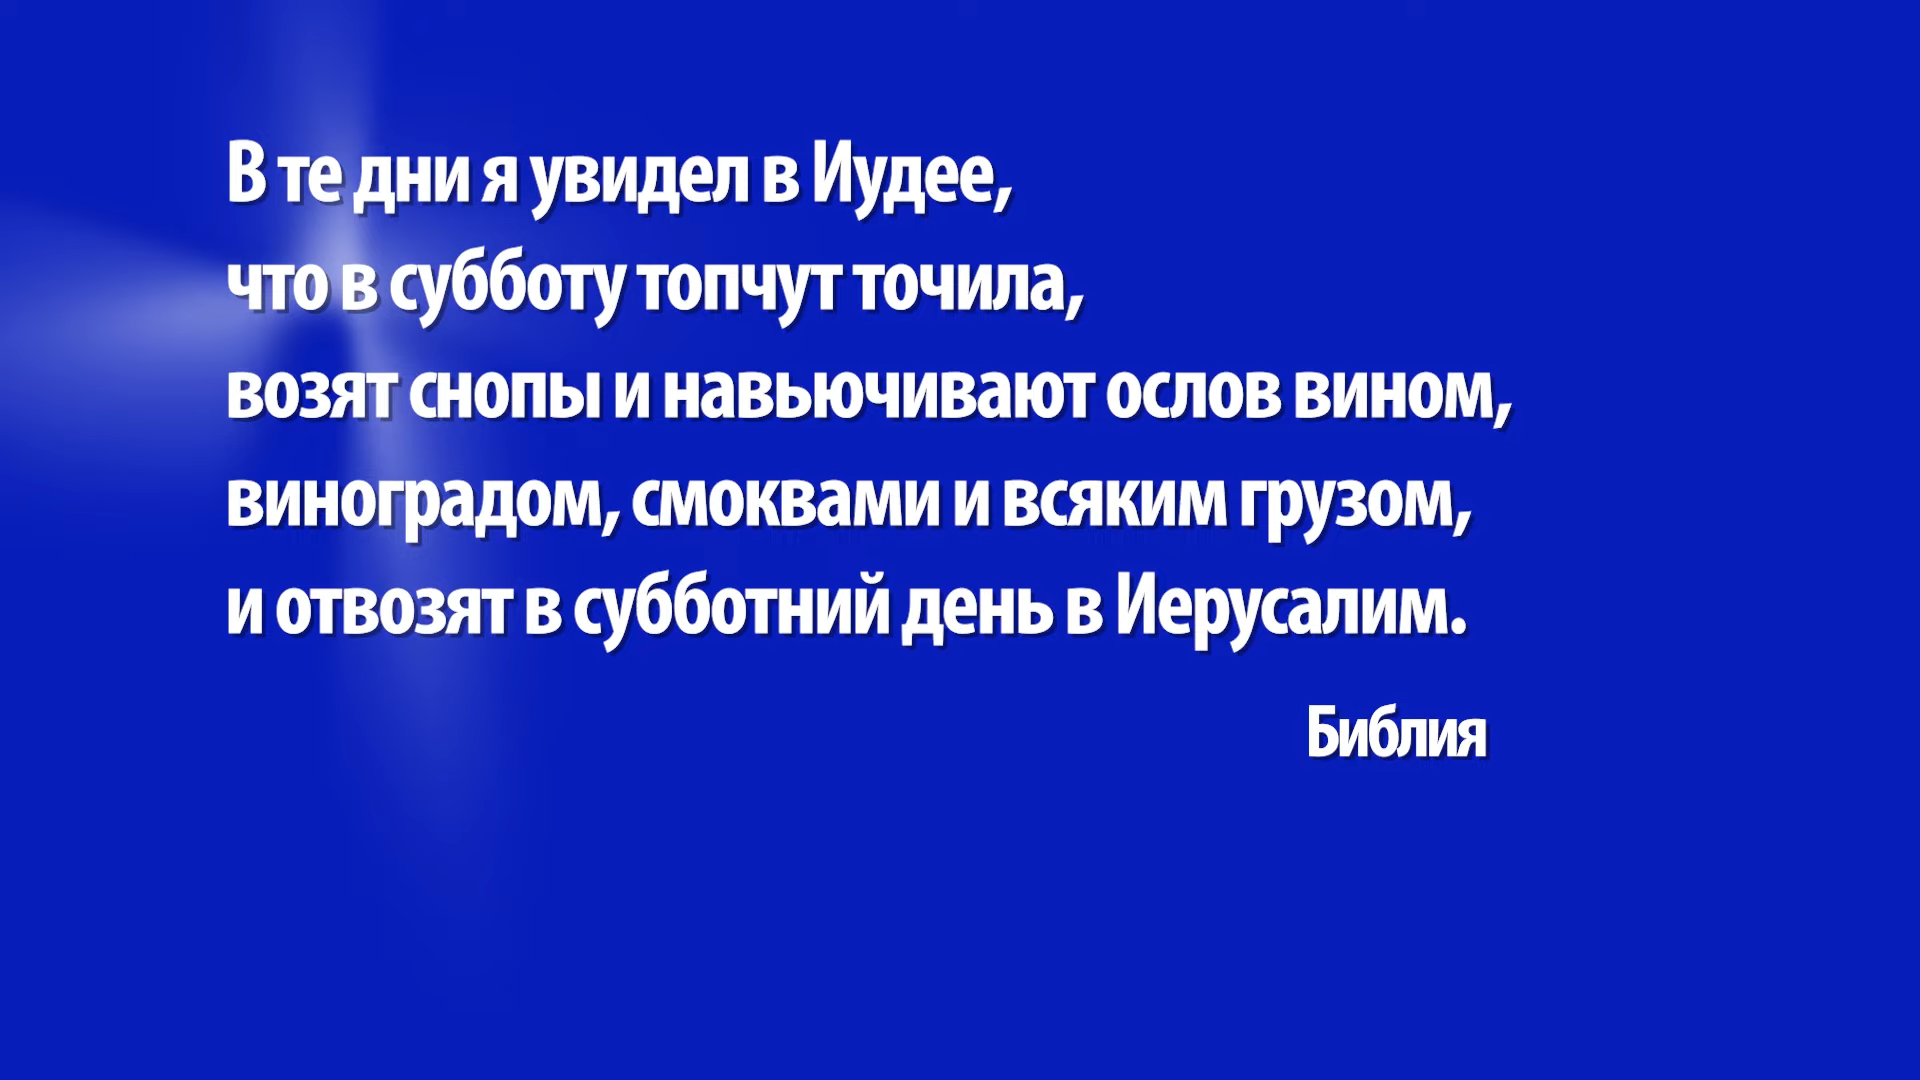 В те дни я увидел в Иудее,
что в субботу топчут точила,
возят снопы и навьючивают ослов вином,
виноградом, смоквами и всяким грузом,
и отвозят в субботний день в Иерусалим.
Библия